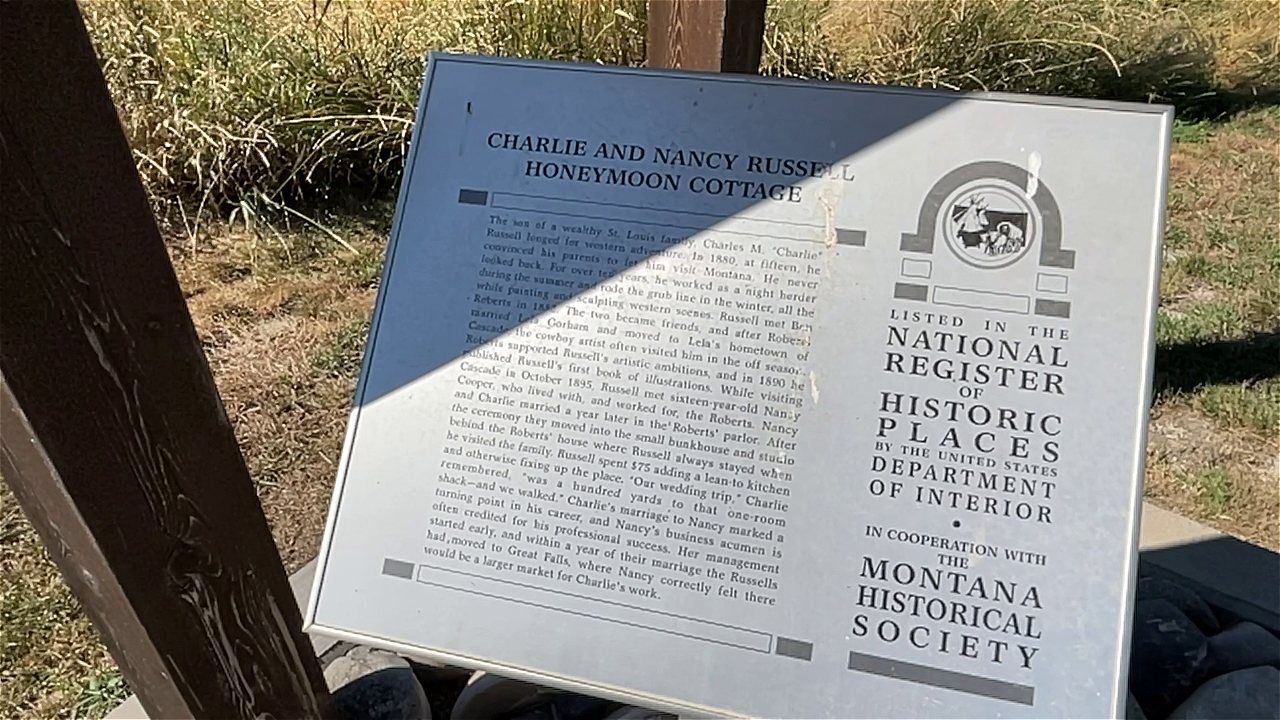 CHARLIE AND NANCY RUSSELL
HONEYMOON COTTAGE
The son of a wealthy St. Louis family, Charles M. "Charlie"
Russell longed for western adventure. In 1880, at fifteen, he
convinced his parents to let him visit Montana. He never
looked back. For over ten years, he worked as a night herder
during the summer and rode the grub line in the winter, all the
while painting and sculpting western scenes. Russell met Ben
Roberts in The two became friends, and after Roberts
married Lela Gorham and moved to Lela's hometown of
Cascade, the cowboy artist often visited him in the off season.
Roberts supported Russell's artistic ambitions, and in 1890 he
published Russell's first book of illustrations. While visiting
Cascade in October 1895, Russell met sixteen-year-old Nancy
Cooper, who lived with, and worked for, the Roberts. Nancy
and Charlie married a year later in the Roberts' parlor. After
the ceremony they moved into the small bunkhouse and studio
behind the Roberts' house where Russell always stayed when
he visited the family. Russell spent $75 adding a lean-to kitchen
and otherwise fixing up the place. "Our wedding trip," Charlie
remembered, "was a hundred yards to that one-room
shack—and we walked." Charlie's marriage to Nancy marked a
turning point in his career, and Nancy's business acumen is
often credited for his professional success. Her management
started early, and within a year of their marriage the Russells
had moved to Great Falls, where Nancy correctly felt there
would be a larger market for Charlie's work.
LISTED IN THE
NATIONAL
REGISTER
OF
HISTORIC
PLACES
BY THE UNITED STATES
DEPARTMENT
OF INTERIOR
•
IN COOPERATION WITH
THE
MONTANA
HISTORICAL
SOCIETY